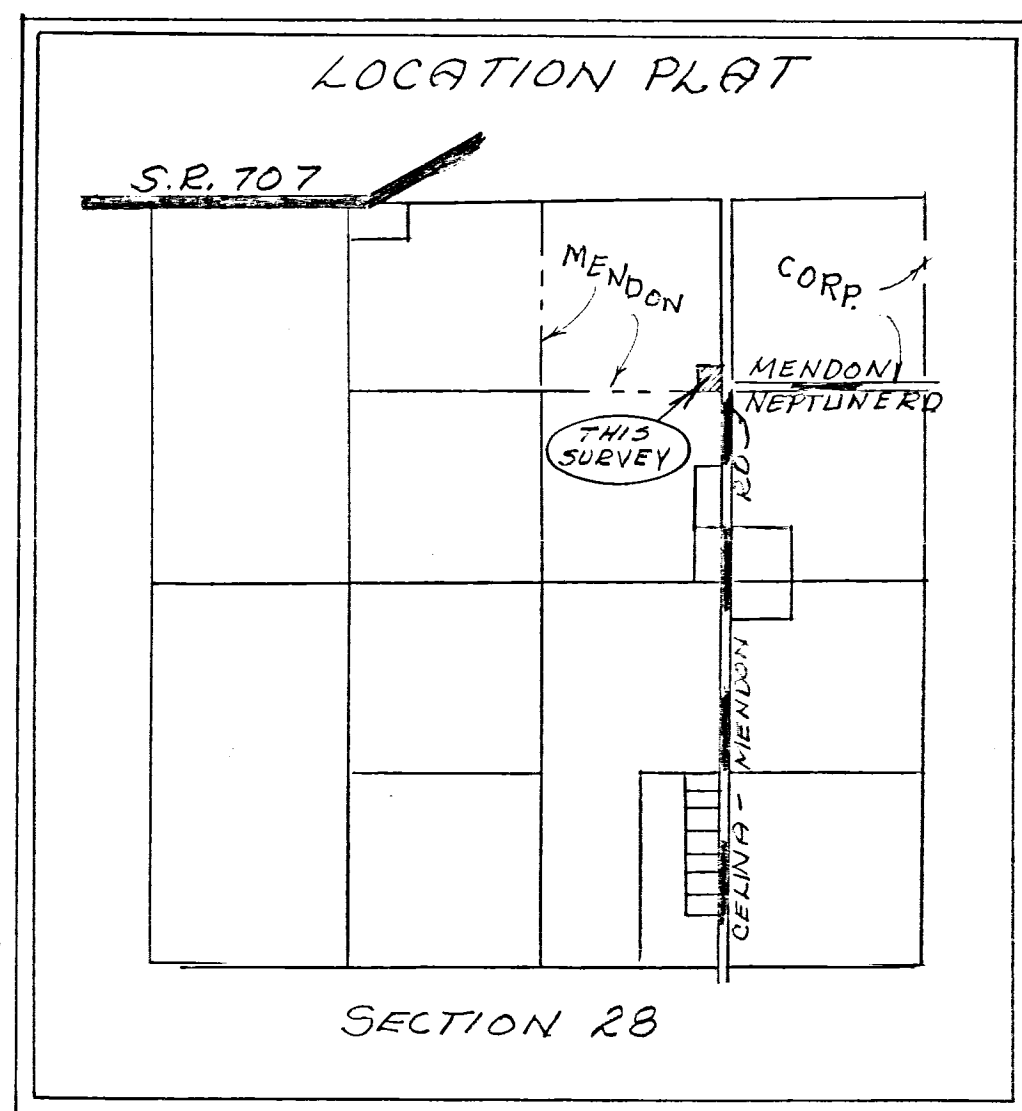 LOCATION PLAT
S.R. 707
MENDON
CORP.
MENDON
NEPTUNE RD
THIS
SURVEY
CELINA - MENDON RD
SECTION 28